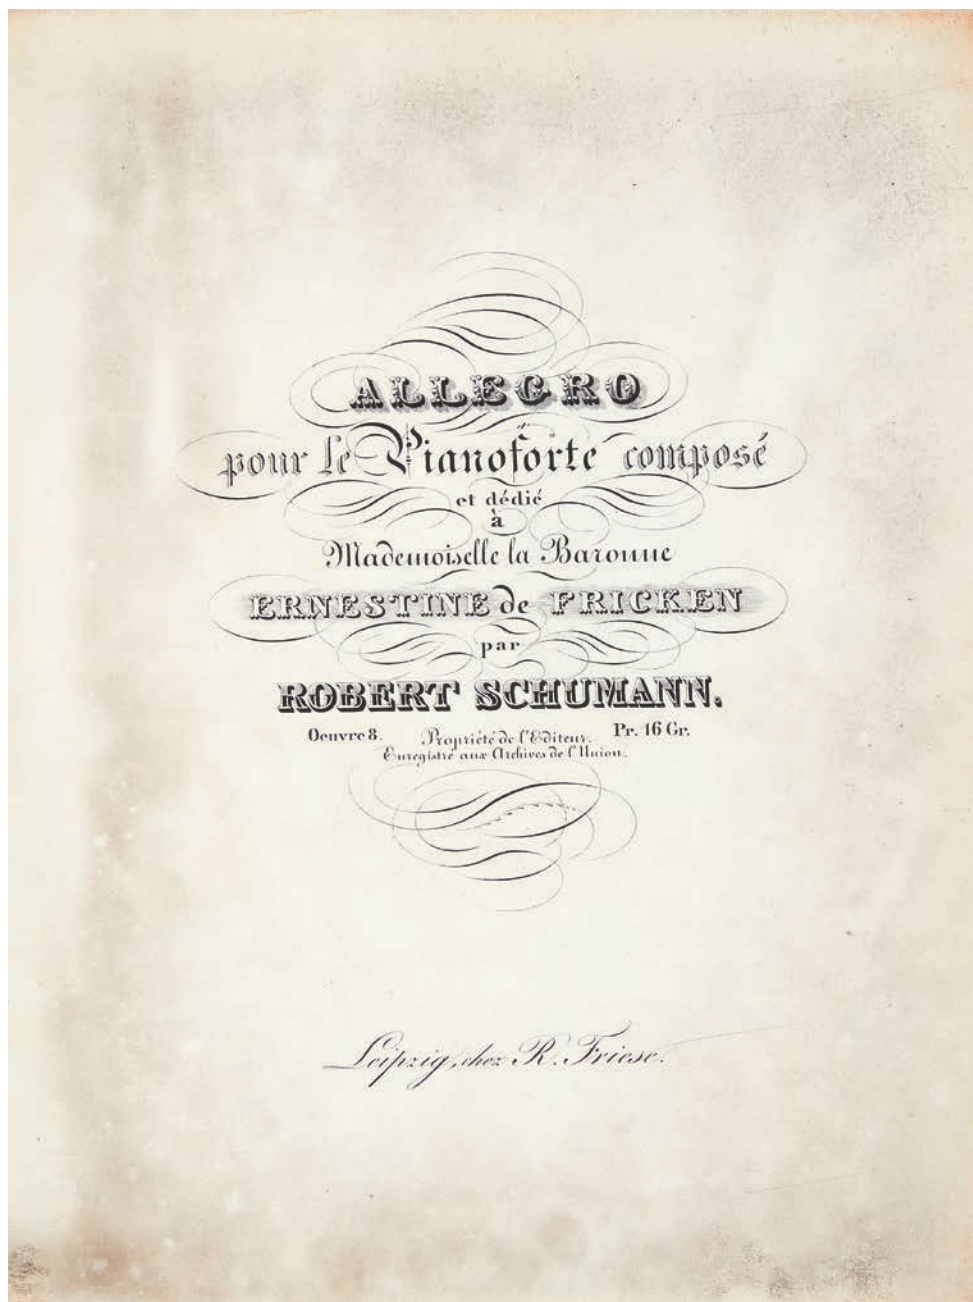 ALLEGRO
pour le Pianoforte composé
et dédié
à
Mademoiselle la Baronne
ERNESTINE de FRICKEN
par
ROBERT SCHUMANN.
Oeuvre 8. Propriété de l'Editeur. Pr. 16 Gr.
Enregistré aux Archives de l'Union.
Leipzig, chez R. Friese.